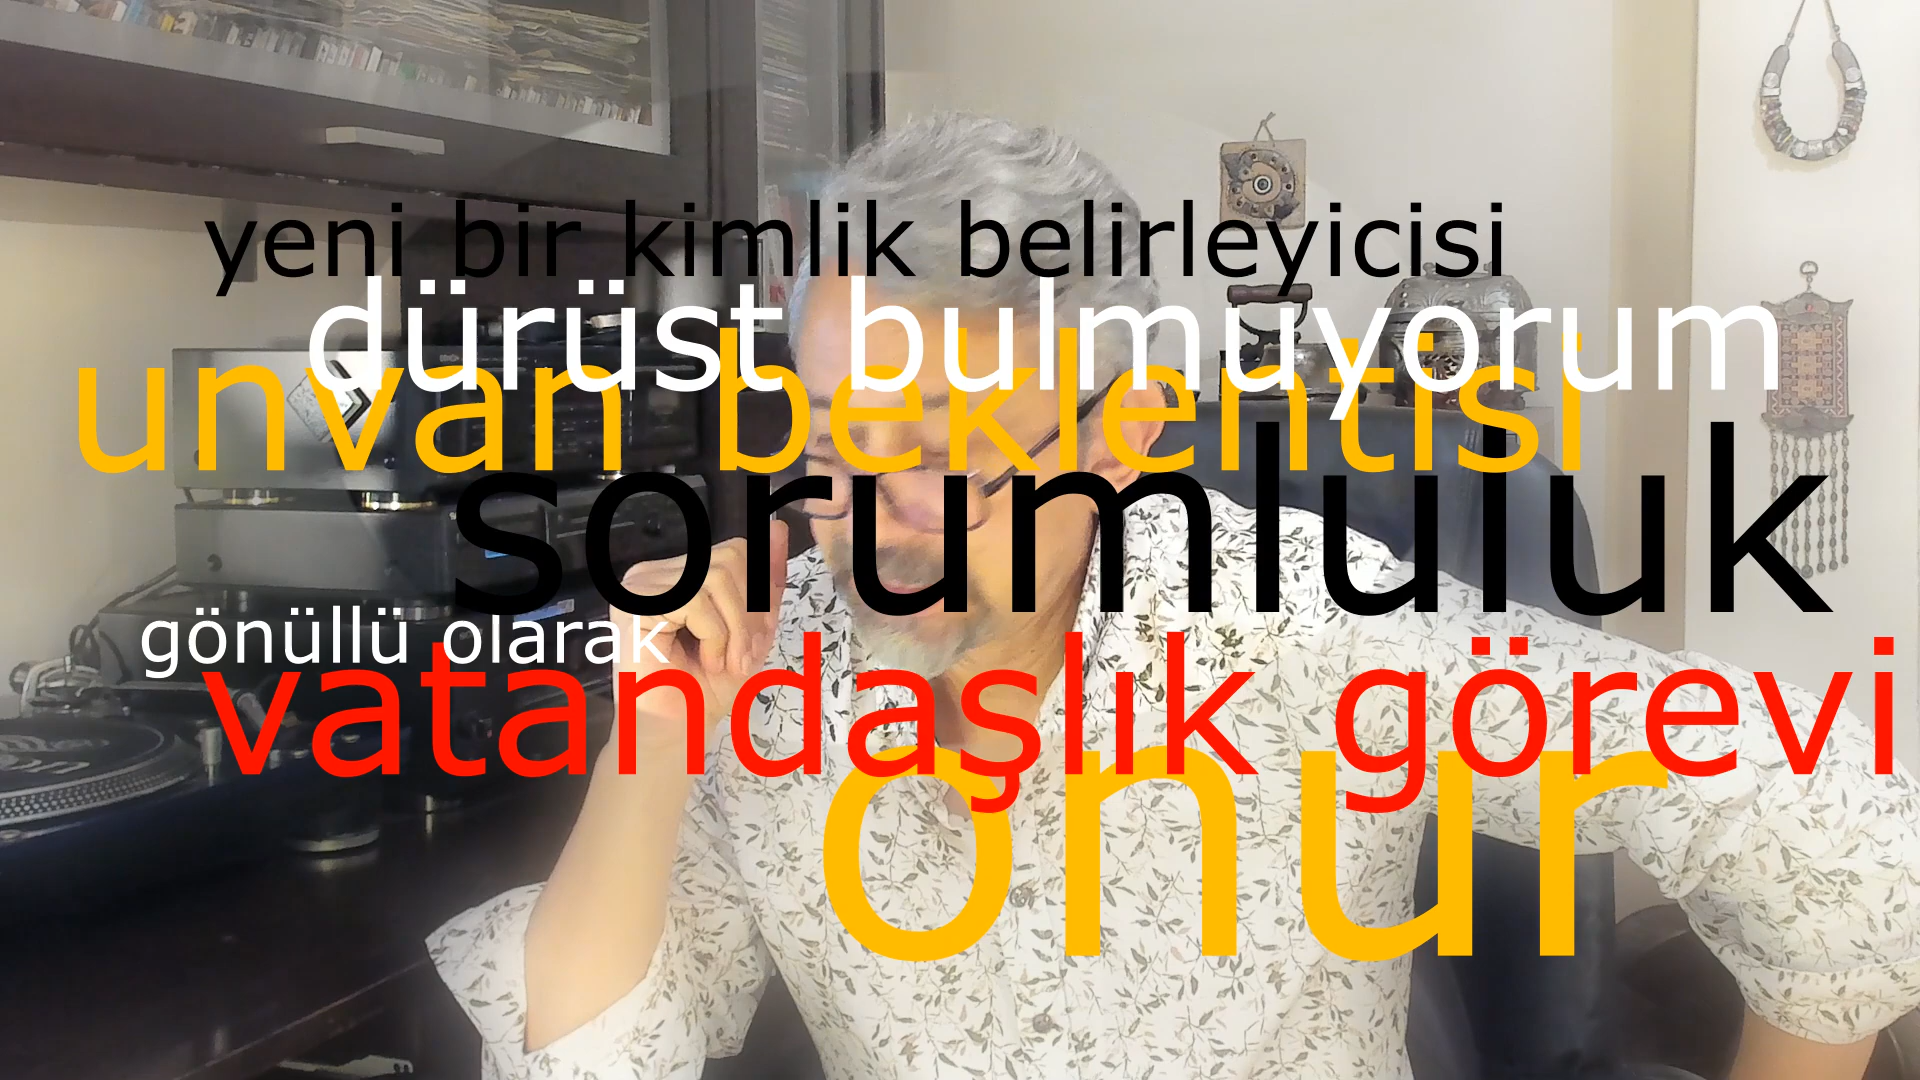 yeni bir kimlik belirleyicisi
dürüst bulmuyorum
unvan beklentisi
sorumluluk
gönüllü olarak
vatandaşlık görevi
onur